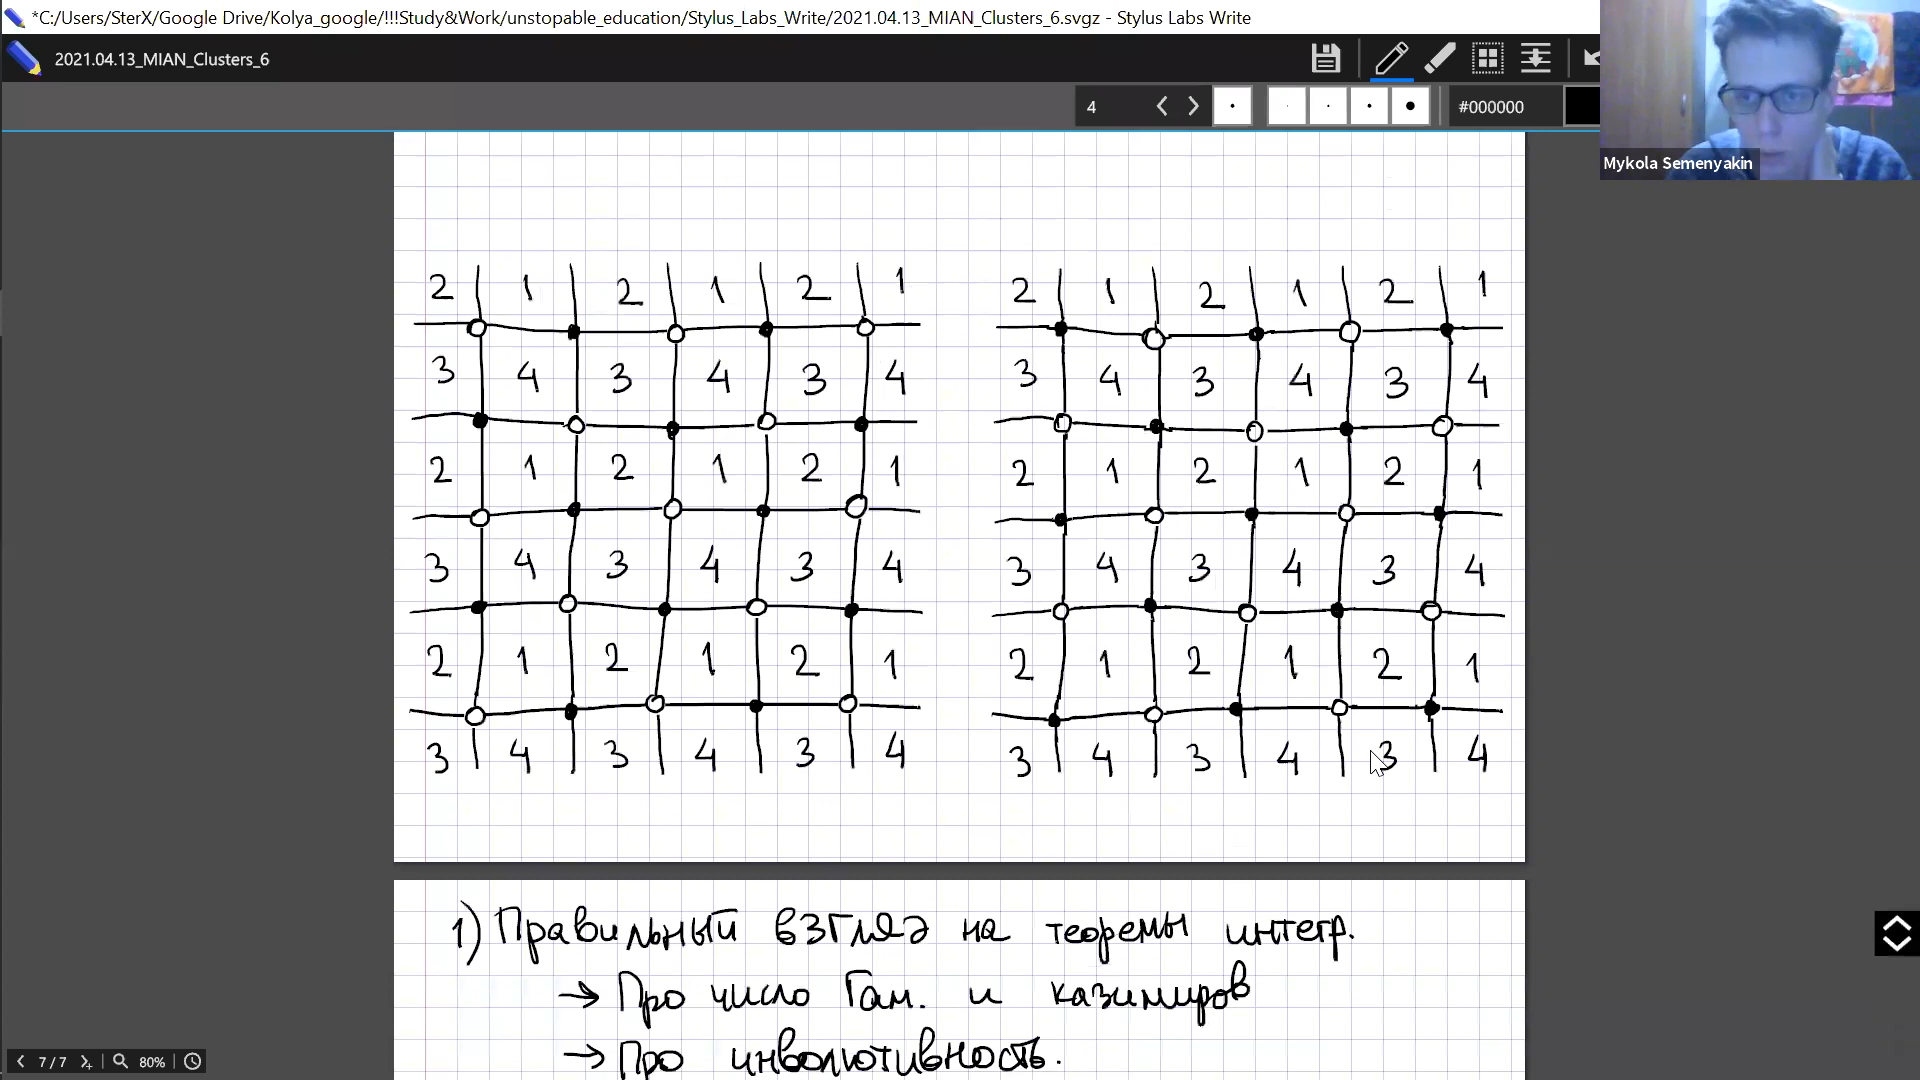 *C:/Users/SterX/Google Drive/Kolya_google/!!!Study&Work/unstopable_education/Stylus_Labs_Write/2021.04.13_MIAN_Clusters_6.svgz - Stylus Labs Write
2021.04.13_MIAN_Clusters_6
4
#000000
Mykola Semenyakin
2 1 2 1 2 1 2 1 2 1 2 1
3 4 3 4 3 4 3 4 3 4 3 4
2 1 2 1 2 1 2 1 2 1 2 1
3 4 3 4 3 4 3 4 3 4 3 4
2 1 2 1 2 1 2 1 2 1 2 1
3 4 3 4 3 4 3 4 3 4 3 4
1) Правильный взгляд на теоремы интегр.
→ Про число Гам. и казимиров
→ Про инволютивность.
7 / 7
80%